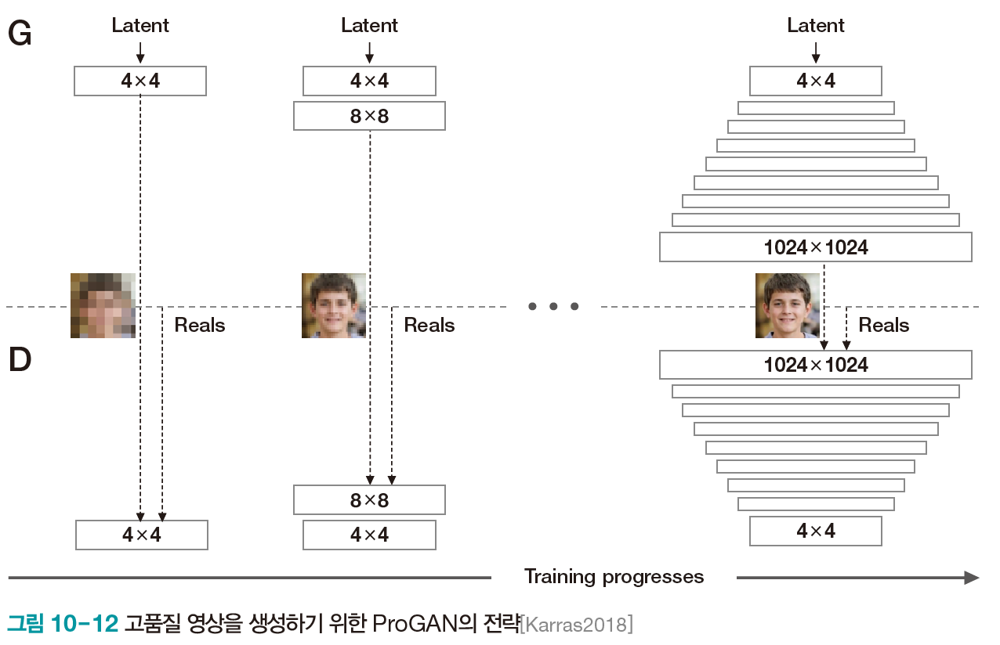 G
Latent Latent Latent
4×4 4×4 4×4
8×8
1024×1024
Reals Reals Reals
D
1024×1024
8×8
4×4 4×4 4×4
Training progresses
그림 10-12 고품질 영상을 생성하기 위한 ProGAN의 전략[Karras2018]